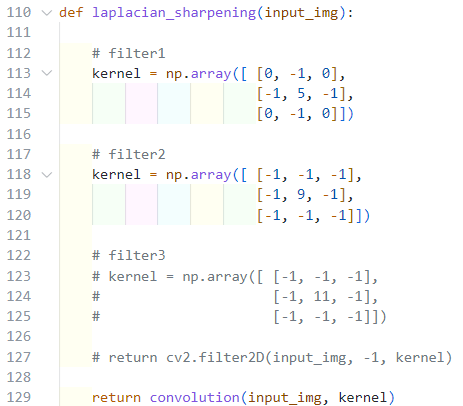 110 def laplacian_sharpening(input_img):
111
112     # filter1
113     kernel = np.array([ [0, -1, 0],
114                         [-1, 5, -1],
115                         [0, -1, 0]])
116
117     # filter2
118     kernel = np.array([ [-1, -1, -1],
119                         [-1, 9, -1],
120                         [-1, -1, -1]])
121
122     # filter3
123     # kernel = np.array([ [-1, -1, -1],
124     #                     [-1, 11, -1],
125     #                     [-1, -1, -1]])
126
127     # return cv2.filter2D(input_img, -1, kernel)
128
129     return convolution(input_img, kernel)